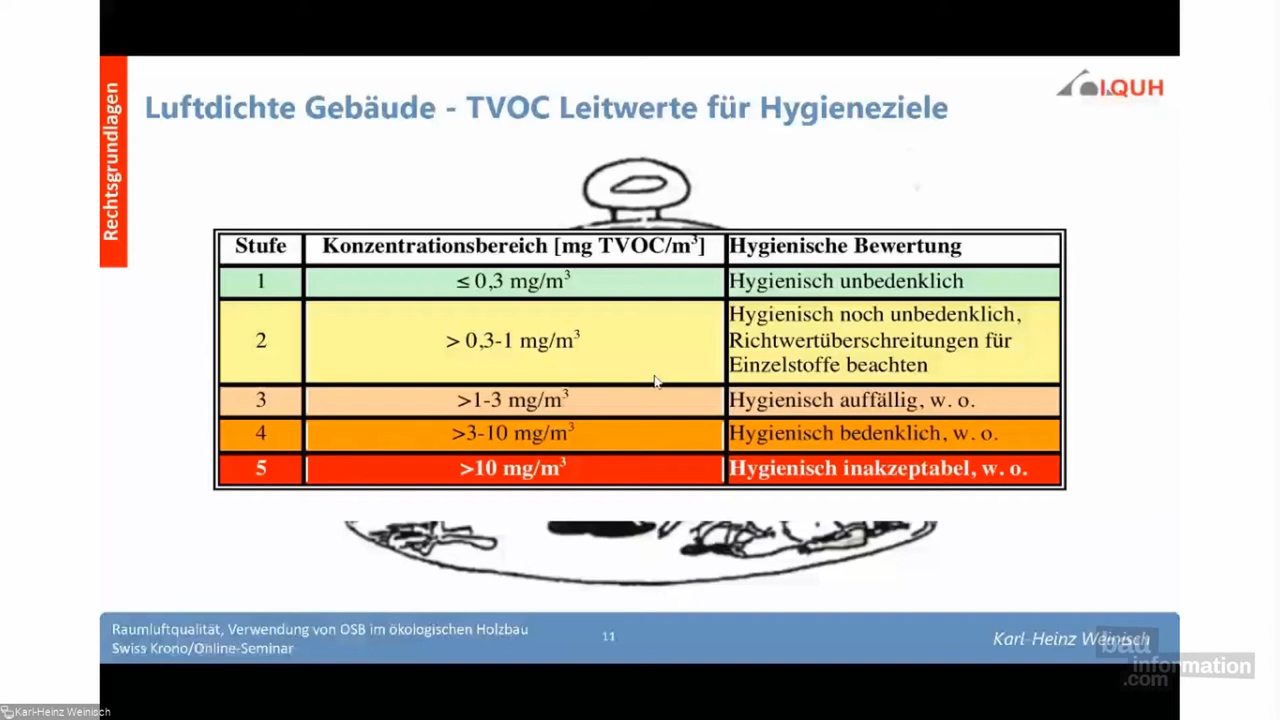 Rechtsgrundlagen
Luftdichte Gebäude - TVOC Leitwerte für Hygieneziele
IQUH
Stufe Konzentrationsbereich [mg TVOC/m³] Hygienische Bewertung
1 ≤ 0,3 mg/m³ Hygienisch unbedenklich
2 > 0,3-1 mg/m³ Hygienisch noch unbedenklich,
Richtwertüberschreitungen für
Einzelstoffe beachten
3 >1-3 mg/m³ Hygienisch auffällig, w. o.
4 >3-10 mg/m³ Hygienisch bedenklich, w. o.
5 >10 mg/m³ Hygienisch inakzeptabel, w. o.
Raumluftqualität, Verwendung von OSB im ökologischen Holzbau
Swiss Krono/Online-Seminar
11
Karl-Heinz Weinisch
bau
information
.com
Karl-Heinz Weinisch